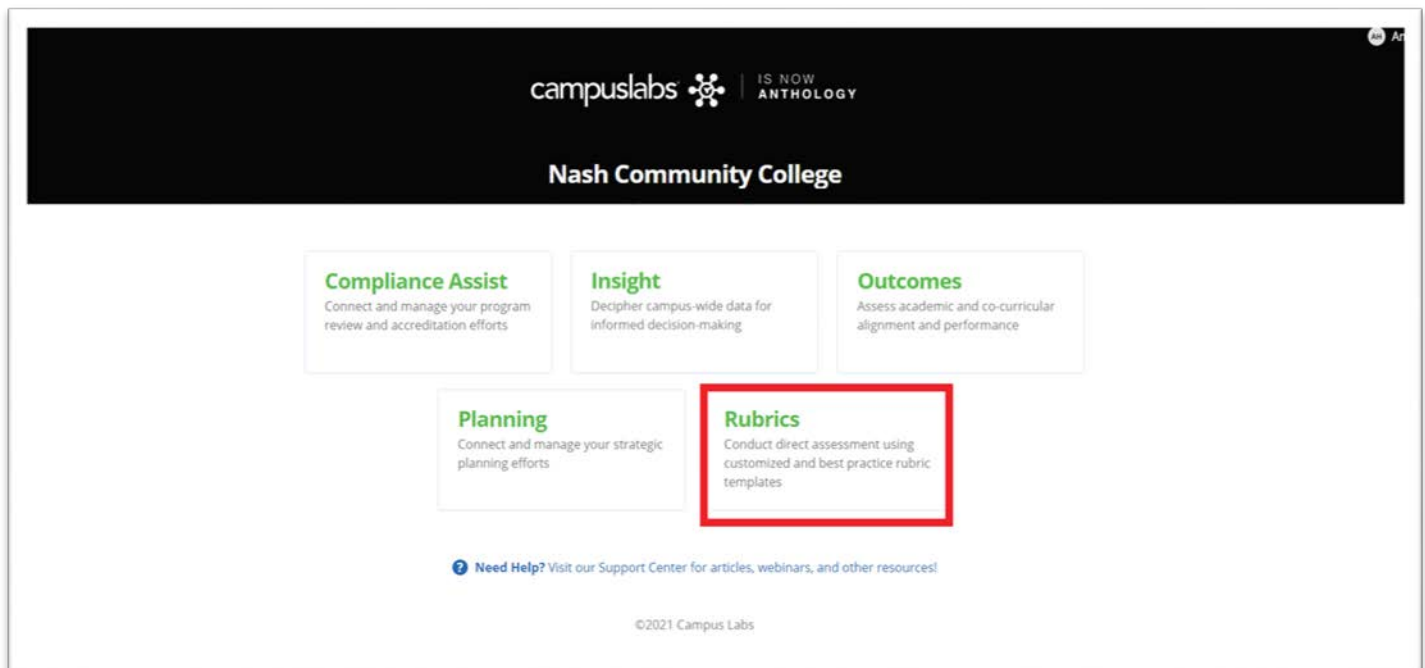 AH An
campuslabs IS NOW
ANTHOLOGY
Nash Community College
Compliance Assist
Connect and manage your program
review and accreditation efforts
Insight
Decipher campus-wide data for
informed decision-making
Outcomes
Assess academic and co-curricular
alignment and performance
Planning
Connect and manage your strategic
planning efforts
Rubrics
Conduct direct assessment using
customized and best practice rubric
templates
? Need Help? Visit our Support Center for articles, webinars, and other resources!
©2021 Campus Labs